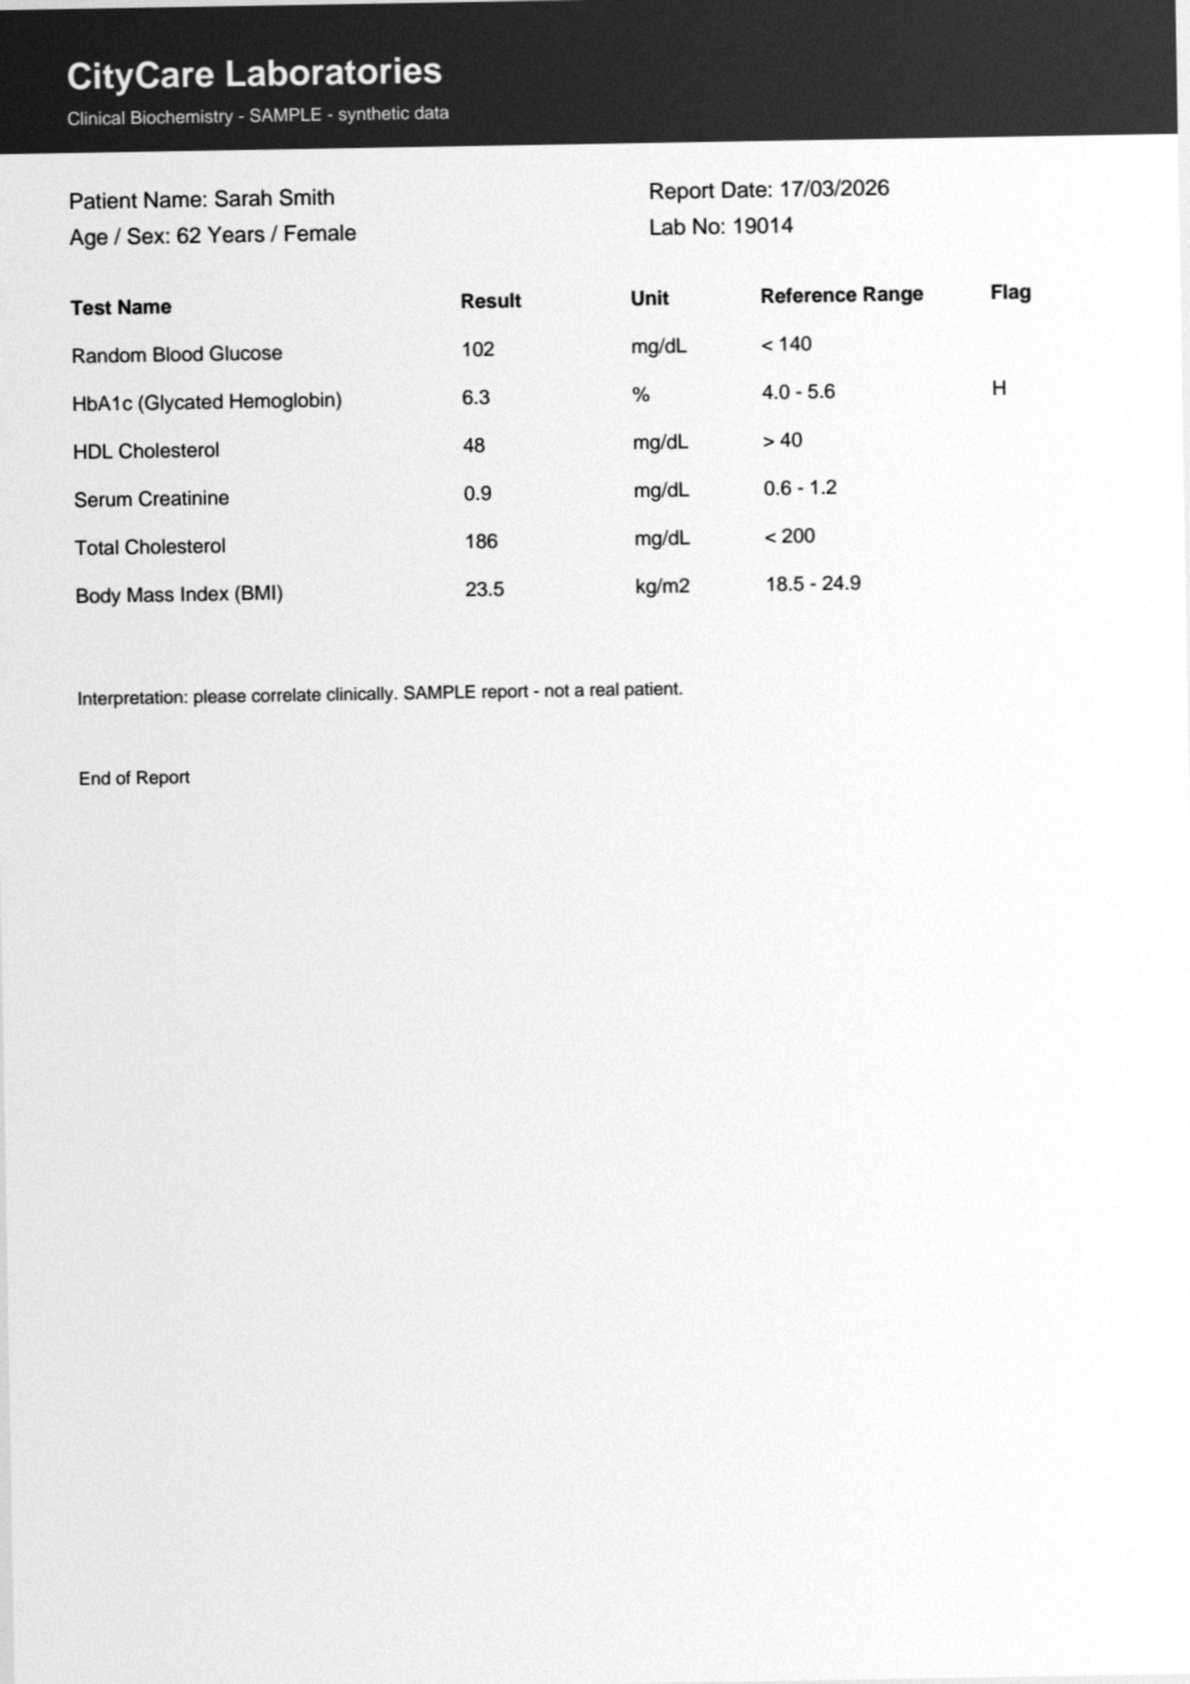 CityCare Laboratories
Clinical Biochemistry - SAMPLE - synthetic data
Patient Name: Sarah Smith
Report Date: 17/03/2026
Age / Sex: 62 Years / Female
Lab No: 19014
Test Name Result Unit Reference Range Flag
Random Blood Glucose 102 mg/dL < 140
HbA1c (Glycated Hemoglobin) 6.3 % 4.0 - 5.6 H
HDL Cholesterol 48 mg/dL > 40
Serum Creatinine 0.9 mg/dL 0.6 - 1.2
Total Cholesterol 186 mg/dL < 200
Body Mass Index (BMI) 23.5 kg/m2 18.5 - 24.9
Interpretation: please correlate clinically. SAMPLE report - not a real patient.
End of Report